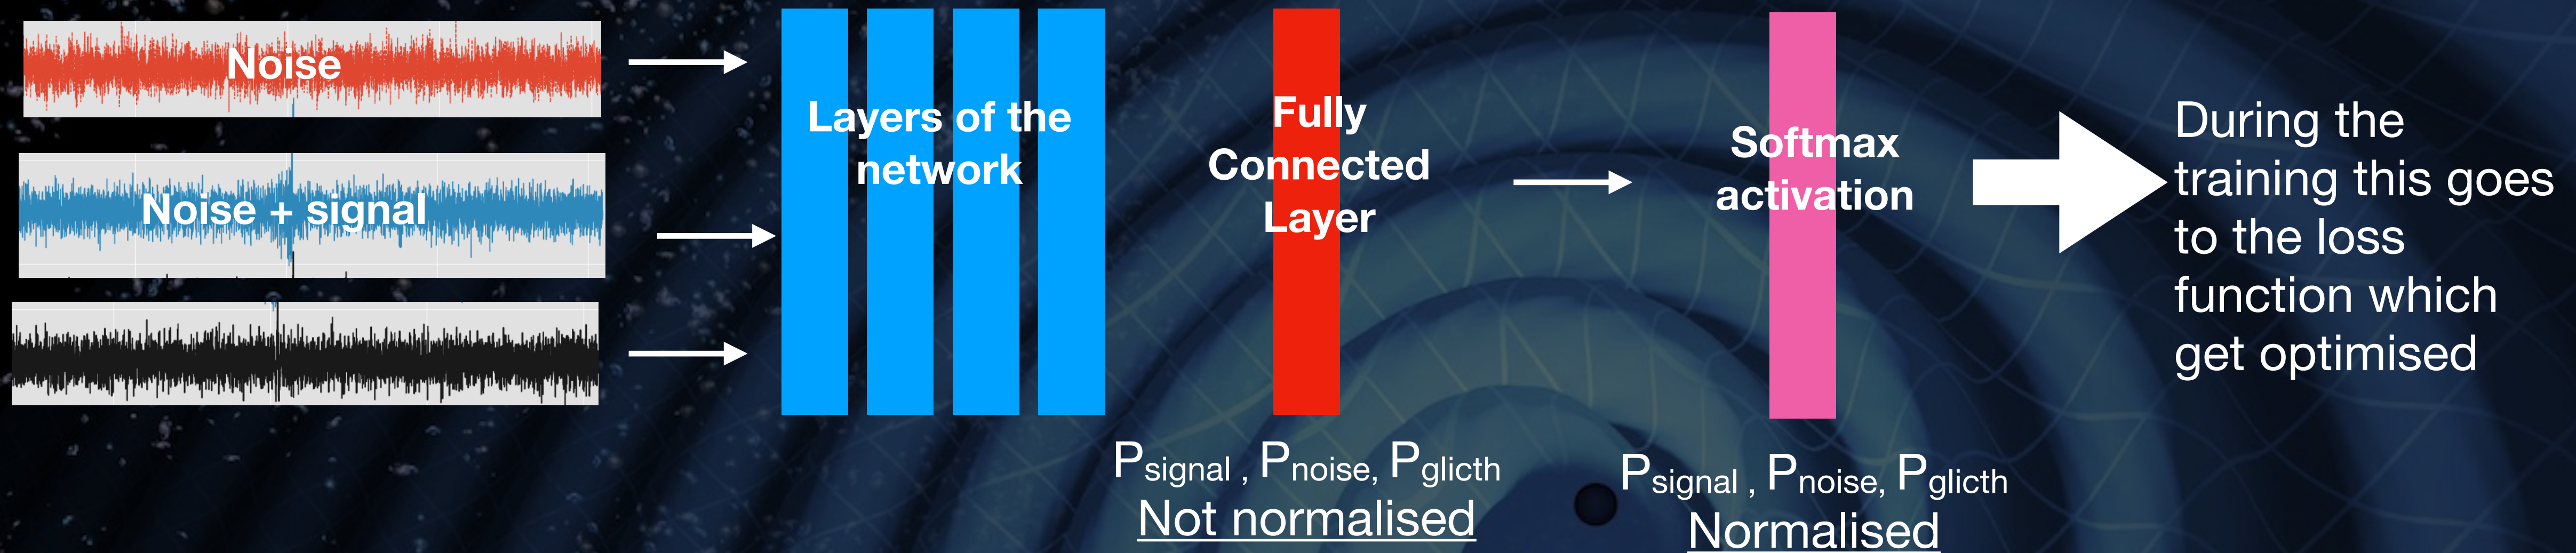 Noise
Noise + signal
Layers of the
network
Fully
Connected
Layer
Softmax
activation
During the
training this goes
to the loss
function which
get optimised
Psignal , Pnoise, Pglicth
Not normalised
Psignal , Pnoise, Pglicth
Normalised